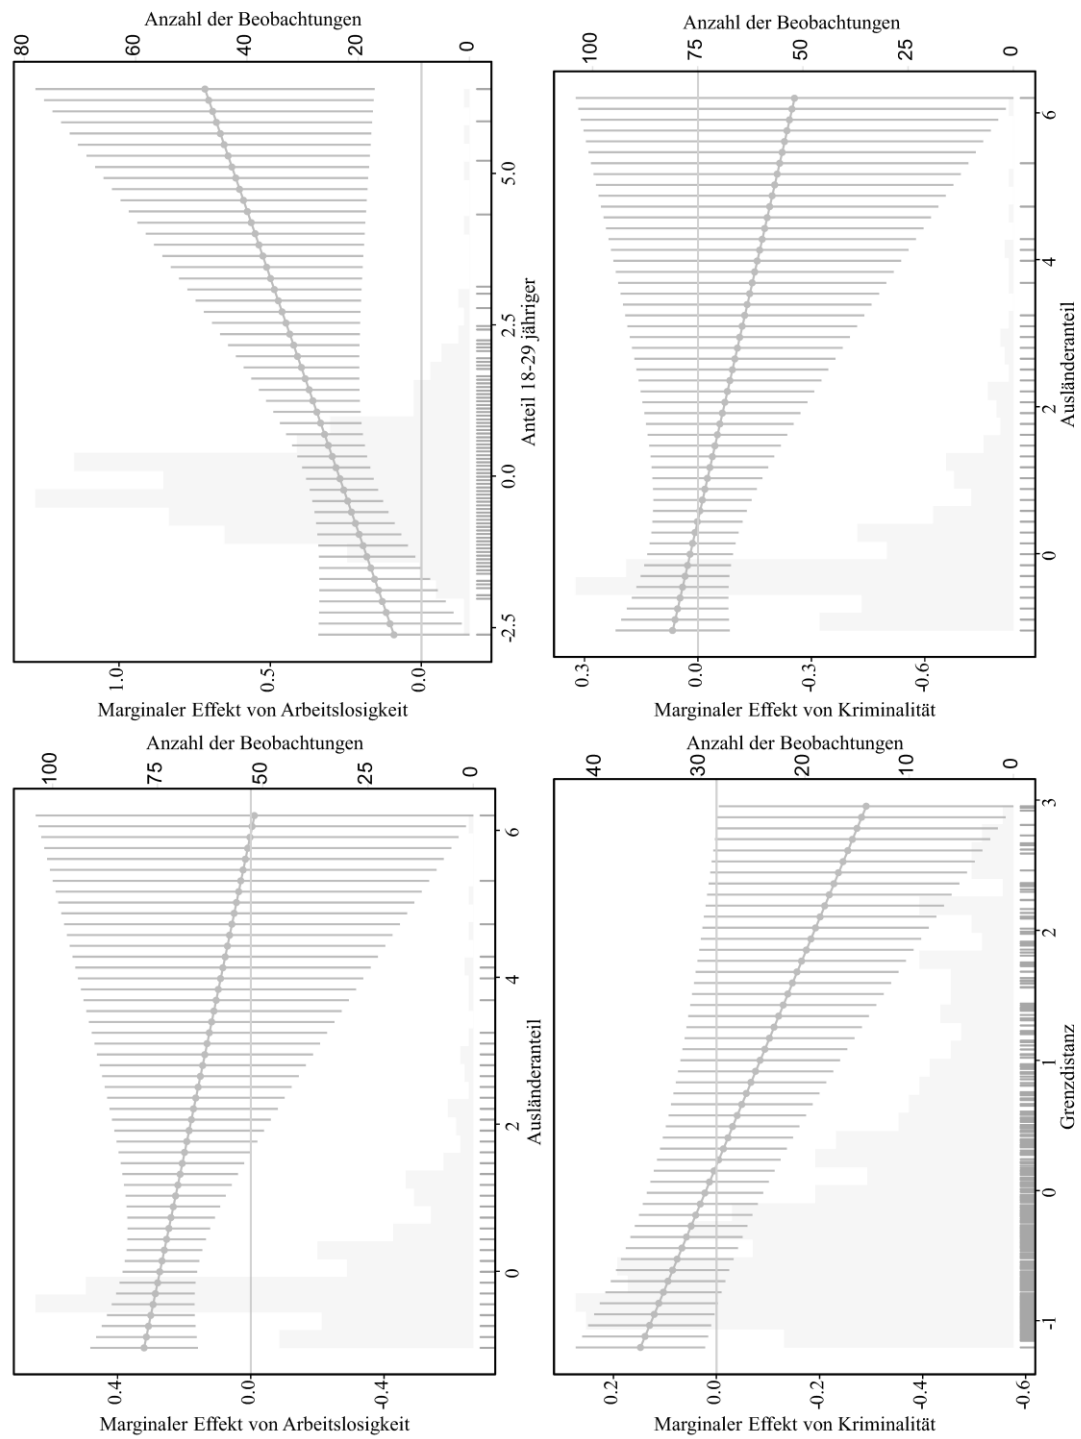 Anzahl der Beobachtungen
80 60 40 20 0
5.0
2.5
0.0
-2.5
Anteil 18-29 jähriger
1.0 0.5 0.0
Marginaler Effekt von Arbeitslosigkeit
Anzahl der Beobachtungen
100 75 50 25 0
6
4
2
0
Ausländeranteil
0.3 0.0 -0.3 -0.6
Marginaler Effekt von Kriminalität
Anzahl der Beobachtungen
100 75 50 25 0
6
4
2
0
Ausländeranteil
0.4 0.0 -0.4
Marginaler Effekt von Arbeitslosigkeit
Anzahl der Beobachtungen
40 30 20 10 0
3
2
1
0
-1
Grenzdistanz
0.2 0.0 -0.2 -0.4 -0.6
Marginaler Effekt von Kriminalität